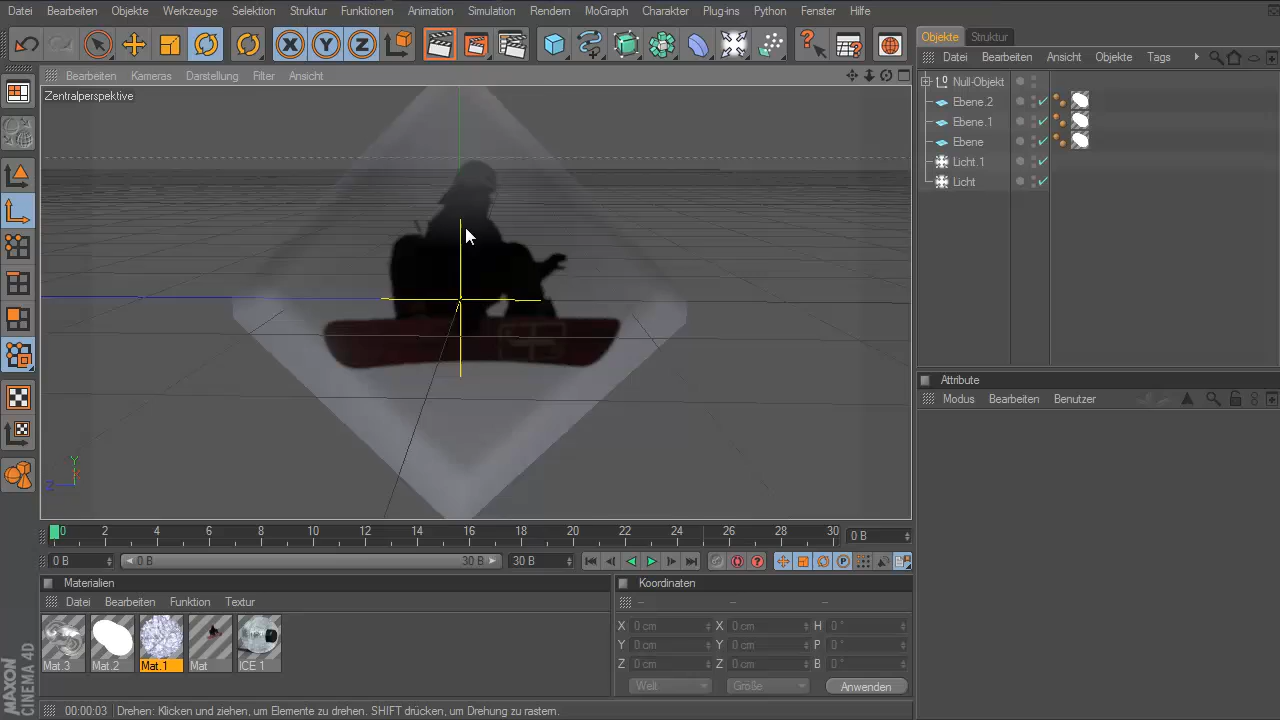 Datei Bearbeiten Objekte Werkzeuge Selektion Struktur Funktionen Animation Simulation Rendern MoGraph Charakter Plug-ins Python Fenster Hilfe
X Y Z
Bearbeiten Kameras Darstellung Filter Ansicht
Zentralperspektive
Y
X
Z
0 2 4 6 8 10 12 14 16 18 20 22 24 26 28 30 0 B
0 B 0 B 30 B 30 B
Materialien
Datei Bearbeiten Funktion Textur
Mat.3 Mat.2 Mat.1 Mat ICE 1
Koordinaten
X 0 cm X 0 cm H 0 °
Y 0 cm Y 0 cm P 0 °
Z 0 cm Z 0 cm B 0 °
Welt Größe Anwenden
MAXON
CINEMA 4D
00:00:03 Drehen: Klicken und ziehen, um Elemente zu drehen. SHIFT drücken, um Drehung zu rastern.
Objekte Struktur
Datei Bearbeiten Ansicht Objekte Tags
Null-Objekt
Ebene.2
Ebene.1
Ebene
Licht.1
Licht
Attribute
Modus Bearbeiten Benutzer